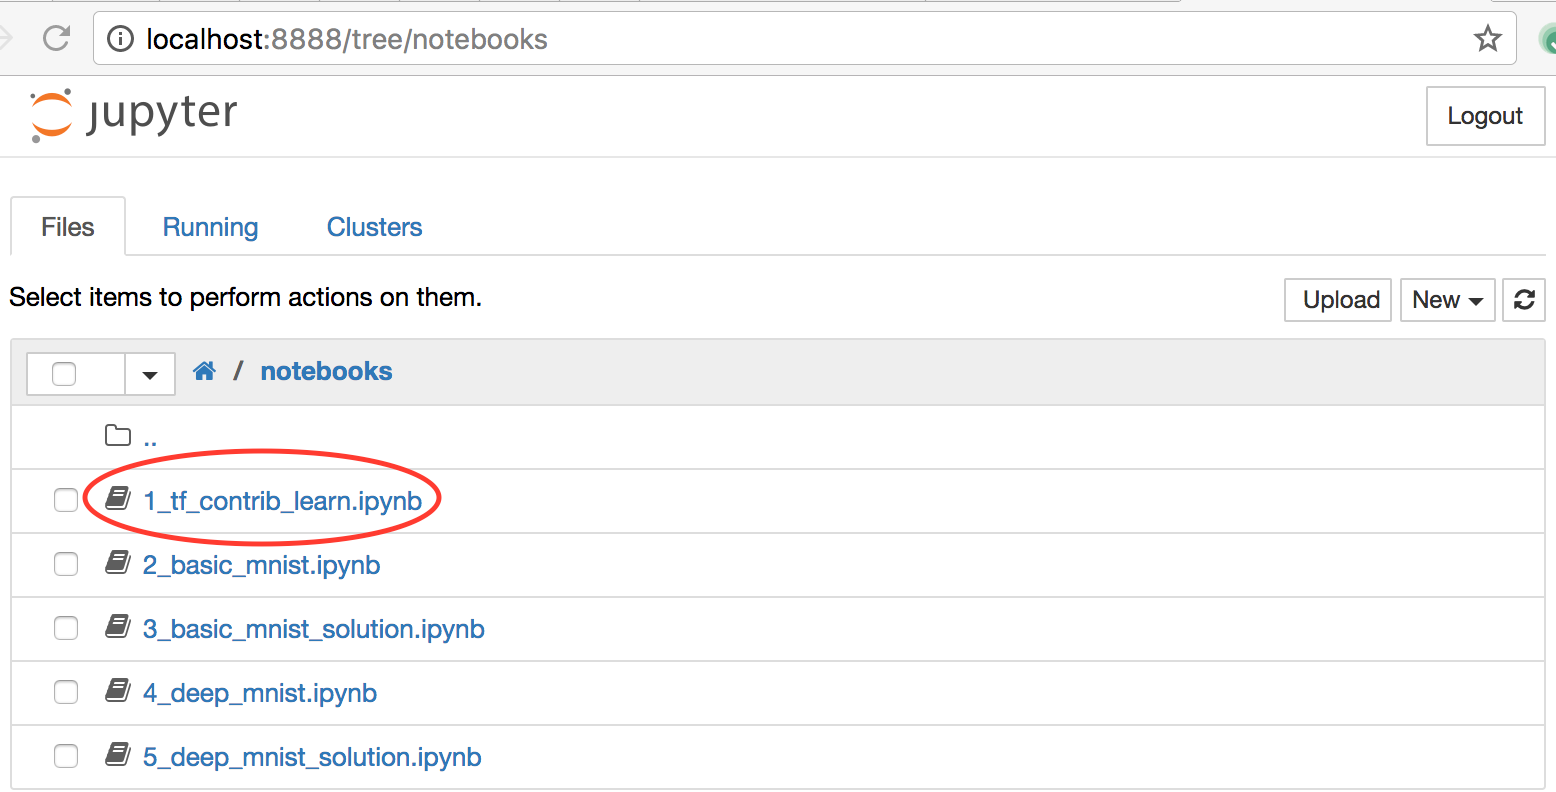 localhost:8888/tree/notebooks
jupyter
Logout
Files Running Clusters
Select items to perform actions on them.
Upload New
/ notebooks
..
1_tf_contrib_learn.ipynb
2_basic_mnist.ipynb
3_basic_mnist_solution.ipynb
4_deep_mnist.ipynb
5_deep_mnist_solution.ipynb